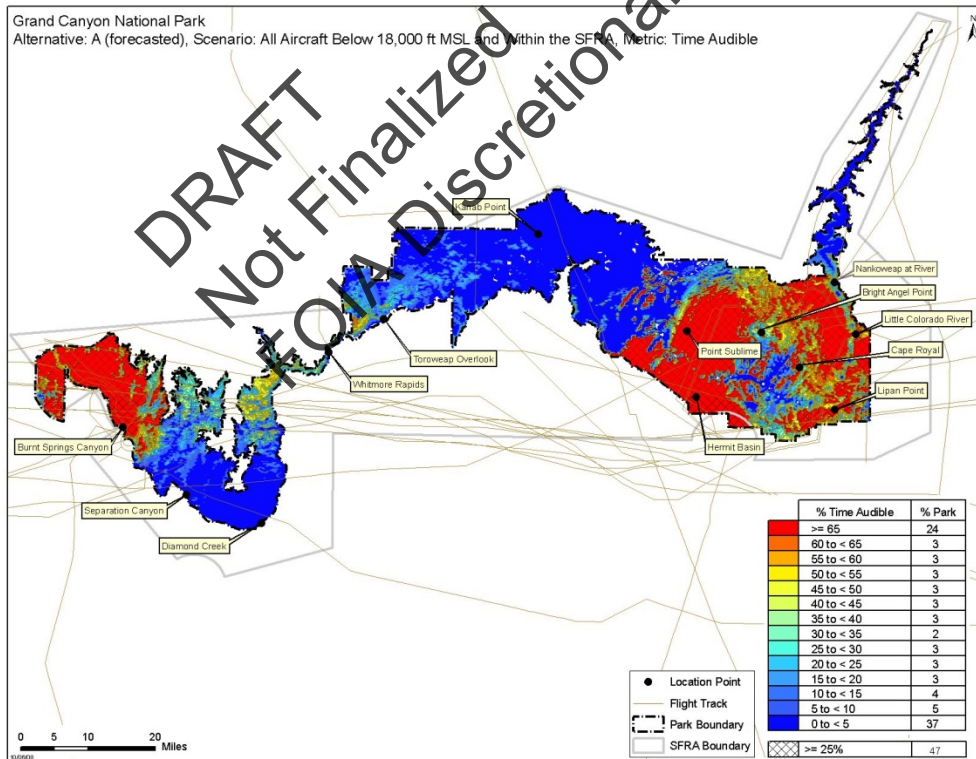 Grand Canyon National Park
Alternative: A (forecasted), Scenario: All Aircraft Below 18,000 ft MSL and Within the SFRA, Metric: Time Audible
N
DRAFT
Not Finalized
FOIA Discretiona
Kanab Point
Nankoweap at River
Bright Angel Point
Little Colorado River
Point Sublime
Cape Royal
Toroweap Overlook
Whitmore Rapids
Lipan Point
Hermit Basin
Burnt Springs Canyon
Separation Canyon
Diamond Creek
% Time Audible % Park
>= 65 24
60 to < 65 3
55 to < 60 3
50 to < 55 3
45 to < 50 3
40 to < 45 3
35 to < 40 3
30 to < 35 2
25 to < 30 3
20 to < 25 3
15 to < 20 3
10 to < 15 4
5 to < 10 5
0 to < 5 37
>= 25% 47
Location Point
Flight Track
Park Boundary
SFRA Boundary
0 5 10 20
Miles